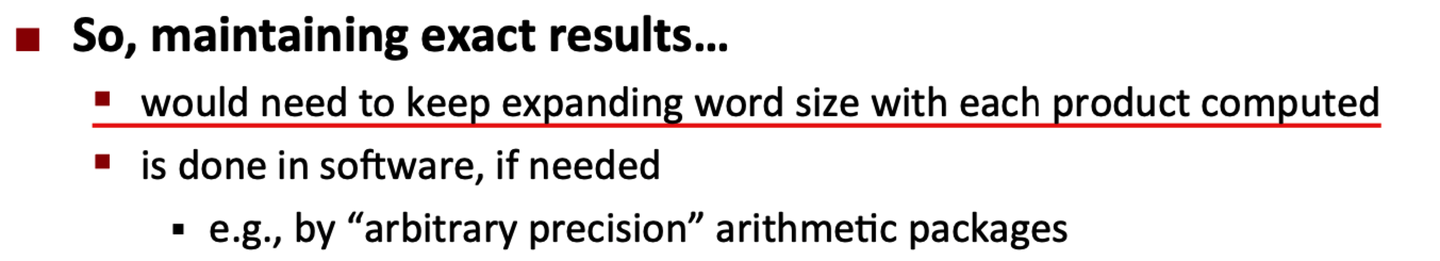 So, maintaining exact results…
would need to keep expanding word size with each product computed
is done in software, if needed
e.g., by “arbitrary precision” arithmetic packages